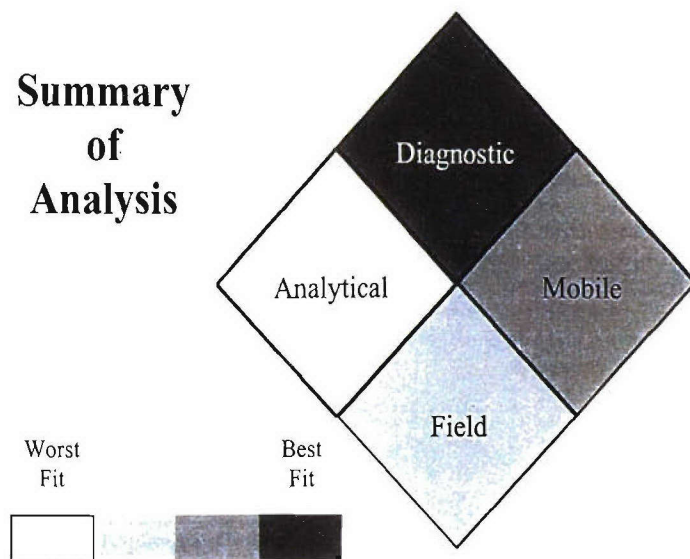 Summary
of
Analysis
Diagnostic
Analytical
Mobile
Field
Worst
Fit
Best
Fit